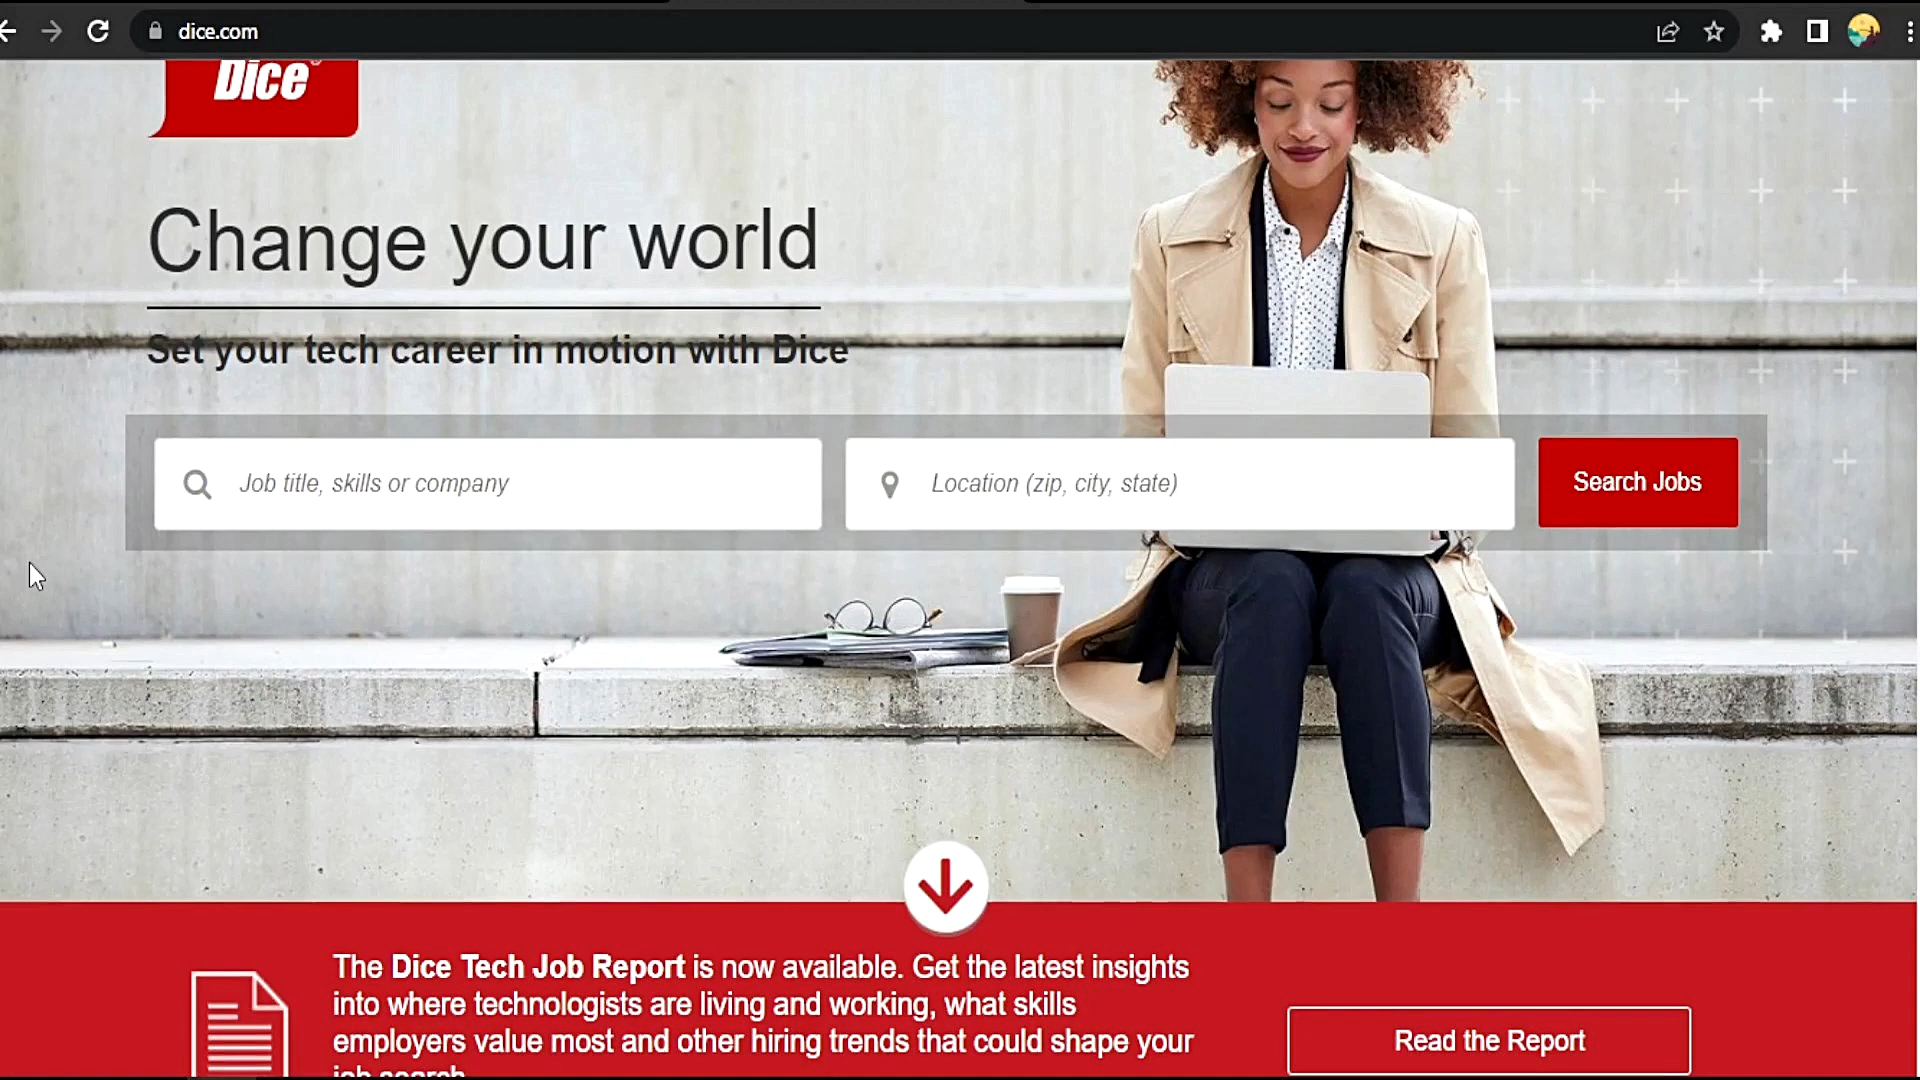 dice.com
Dice
Change your world
Set your tech career in motion with Dice
Job title, skills or company
Location (zip, city, state)
Search Jobs
The Dice Tech Job Report is now available. Get the latest insights
into where technologists are living and working, what skills
employers value most and other hiring trends that could shape your
job search.
Read the Report